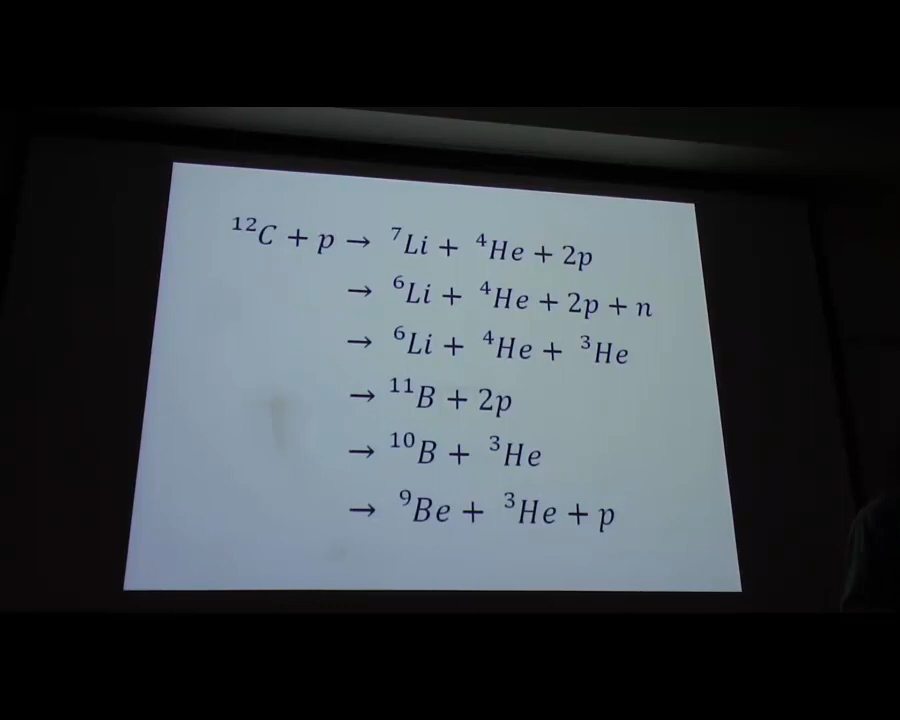 ¹²C + p → ⁷Li + ⁴He + 2p
→ ⁶Li + ⁴He + 2p + n
→ ⁶Li + ⁴He + ³He
→ ¹¹B + 2p
→ ¹⁰B + ³He
→ ⁹Be + ³He + p